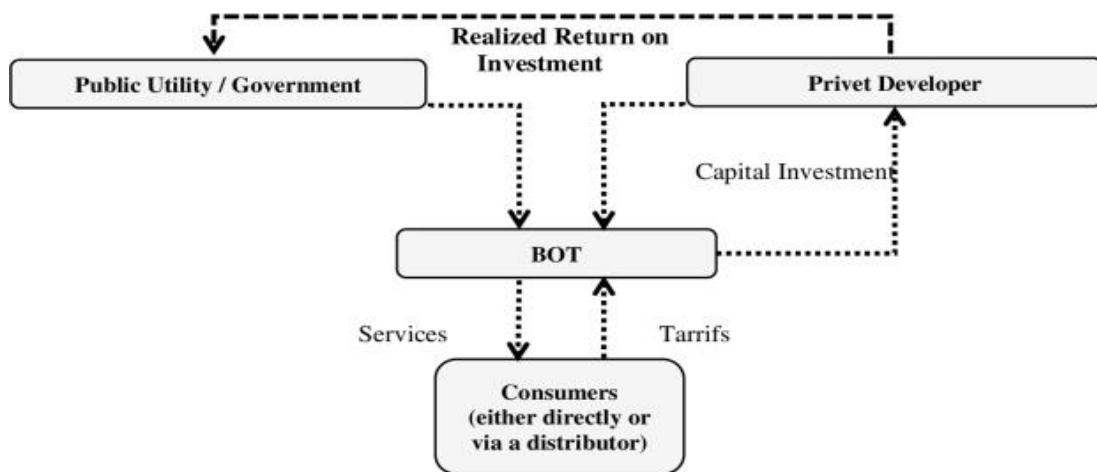 Realized Return on
Investment
Public Utility / Government
Privet Developer
Capital Investment
BOT
Services
Tarrifs
Consumers
(either directly or
via a distributor)